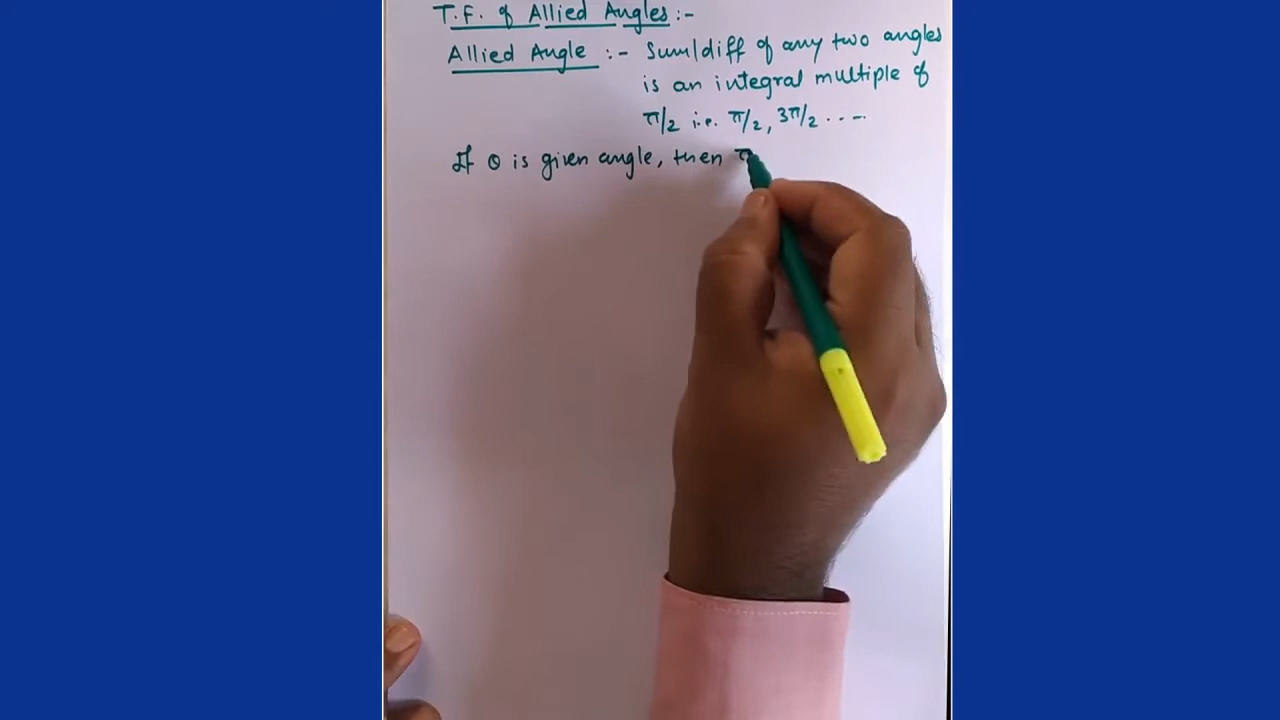 T.F. of Allied Angles :-
Allied Angle :- Sum/diff of any two angles
is an integral multiple of
π/2 i.e. π/2, 3π/2 ....
If θ is given angle, then π